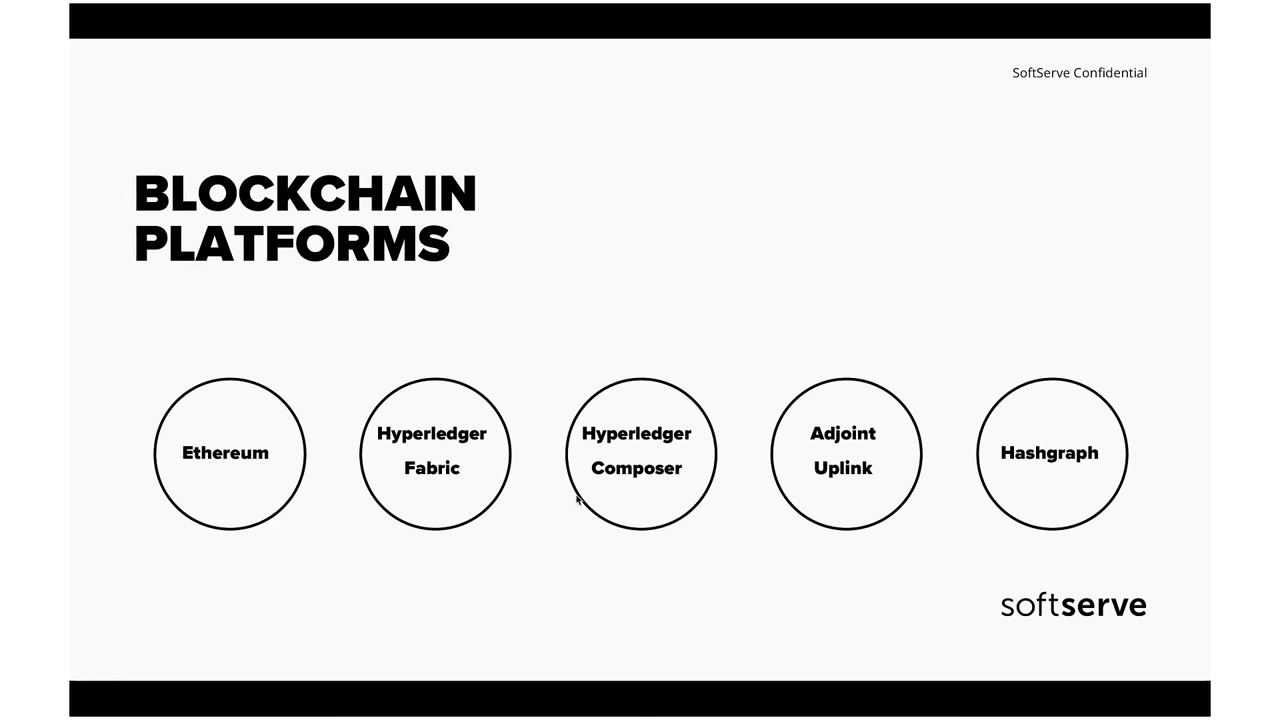 SoftServe Confidential
BLOCKCHAIN
PLATFORMS
Ethereum
Hyperledger
Fabric
Hyperledger
Composer
Adjoint
Uplink
Hashgraph
softserve